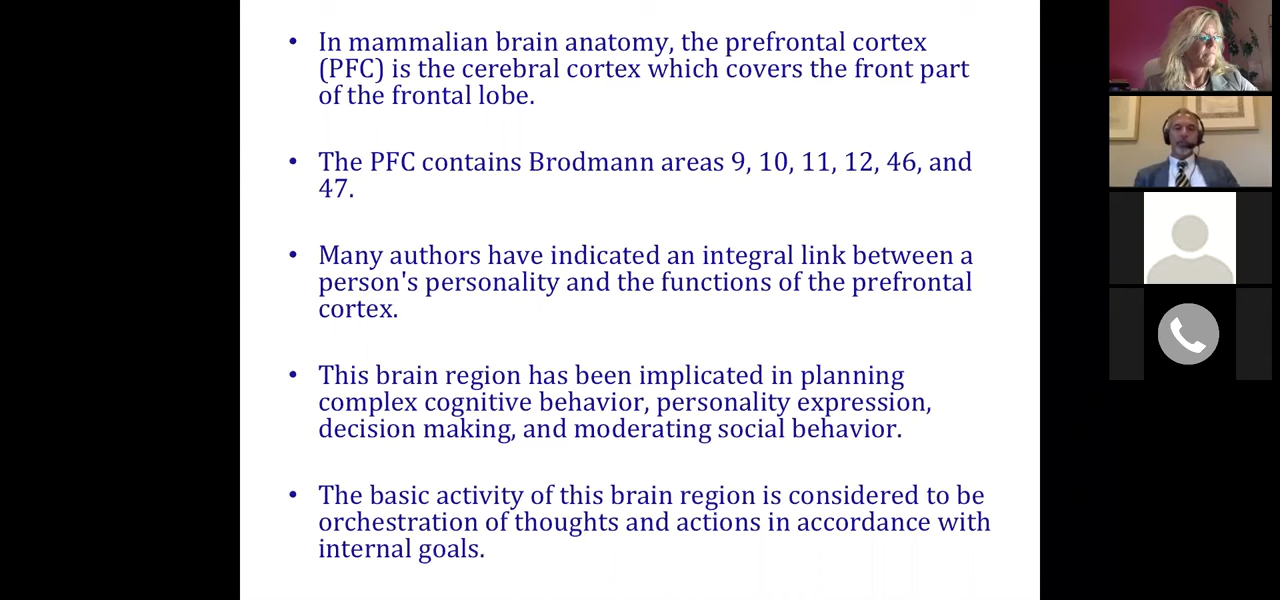 • In mammalian brain anatomy, the prefrontal cortex
(PFC) is the cerebral cortex which covers the front part
of the frontal lobe.
• The PFC contains Brodmann areas 9, 10, 11, 12, 46, and
47.
• Many authors have indicated an integral link between a
person's personality and the functions of the prefrontal
cortex.
• This brain region has been implicated in planning
complex cognitive behavior, personality expression,
decision making, and moderating social behavior.
• The basic activity of this brain region is considered to be
orchestration of thoughts and actions in accordance with
internal goals.